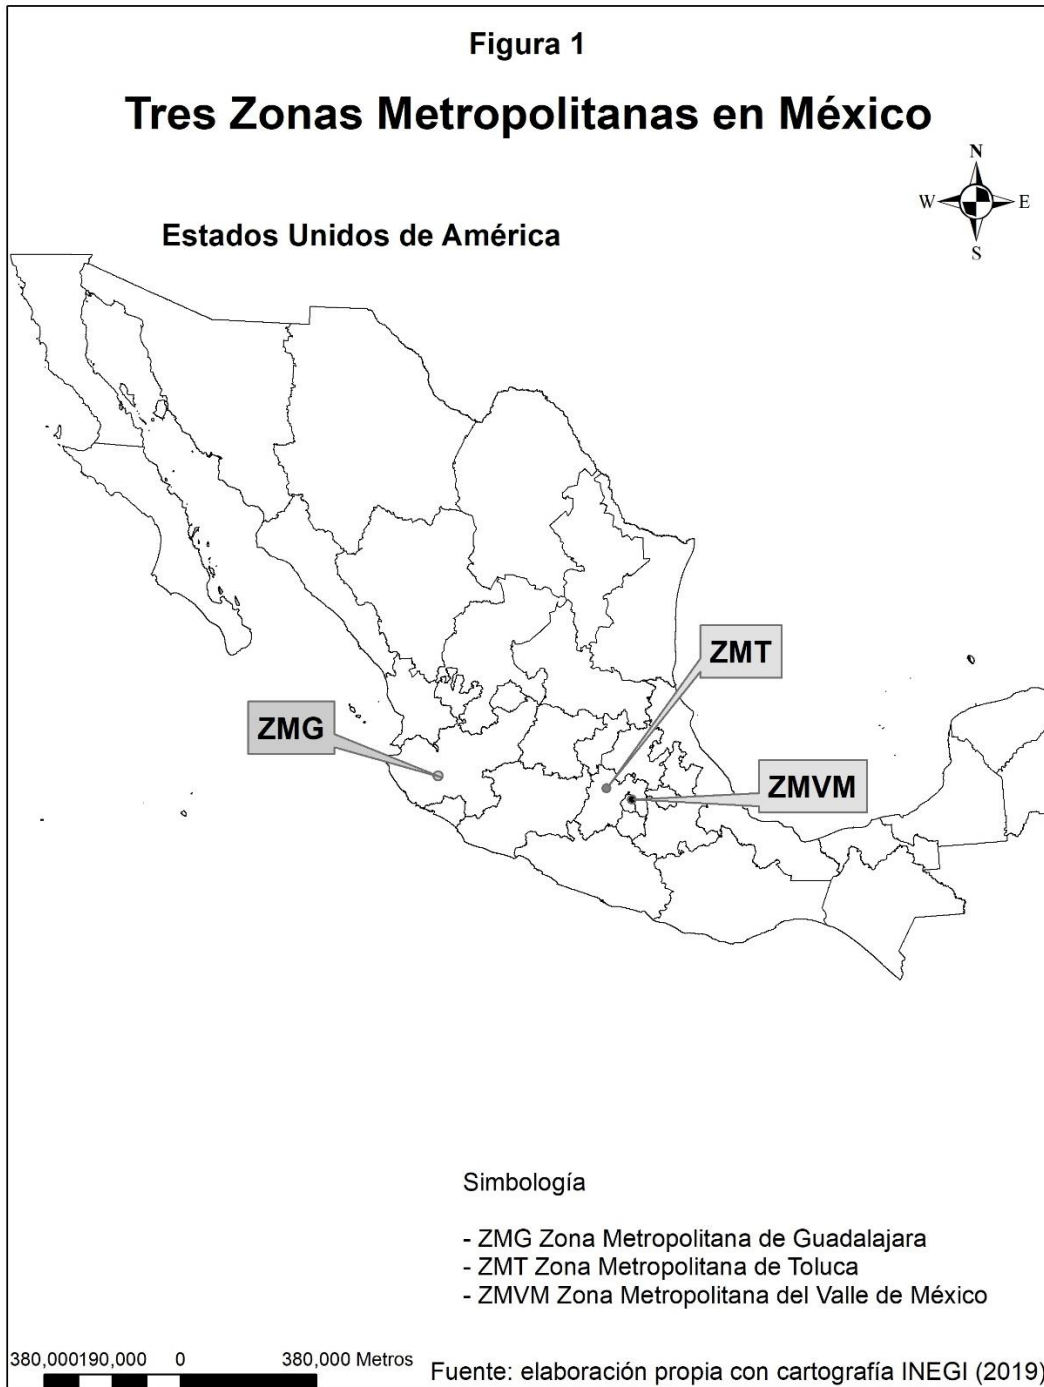 Figura 1
Tres Zonas Metropolitanas en México
N
W E
S
Estados Unidos de América
ZMT
ZMG
ZMVM
Simbología
- ZMG Zona Metropolitana de Guadalajara
- ZMT Zona Metropolitana de Toluca
- ZMVM Zona Metropolitana del Valle de México
380,000190,000 0 380,000 Metros
Fuente: elaboración propia con cartografía INEGI (2019)